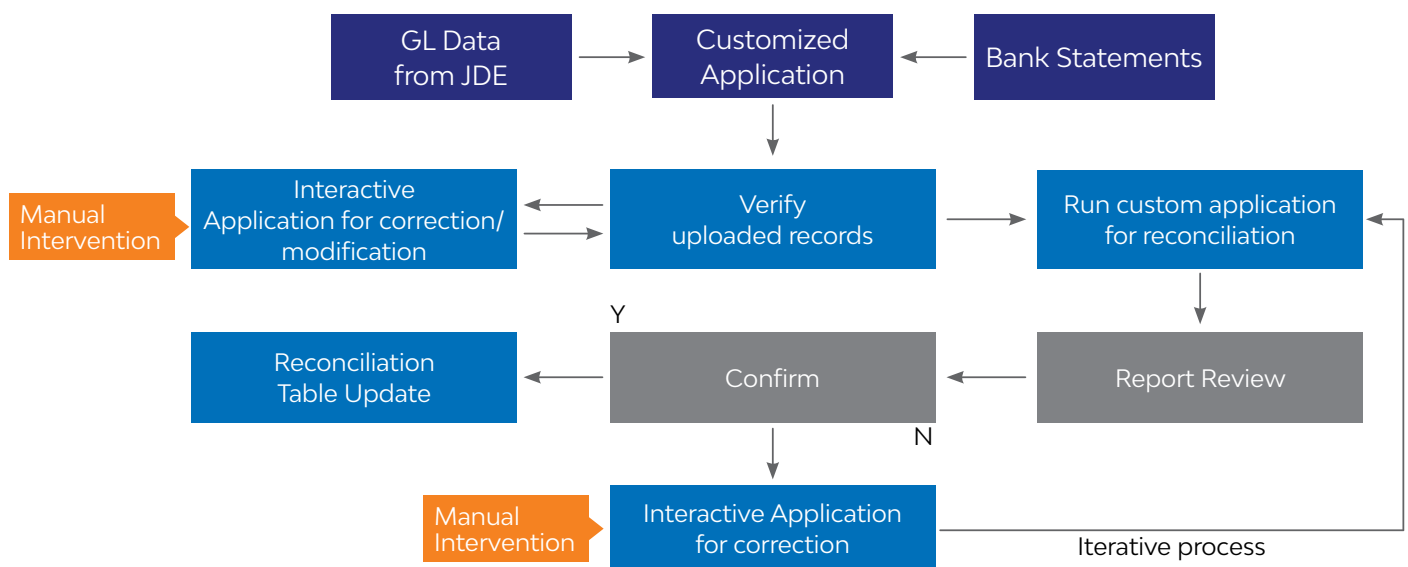 GL Data
from JDE
Customized
Application
Bank Statements
Manual
Intervention
Interactive
Application for correction/
modification
Verify
uploaded records
Run custom application
for reconciliation
Y
Reconciliation
Table Update
Confirm
Report Review
N
Manual
Intervention
Interactive Application
for correction
Iterative process